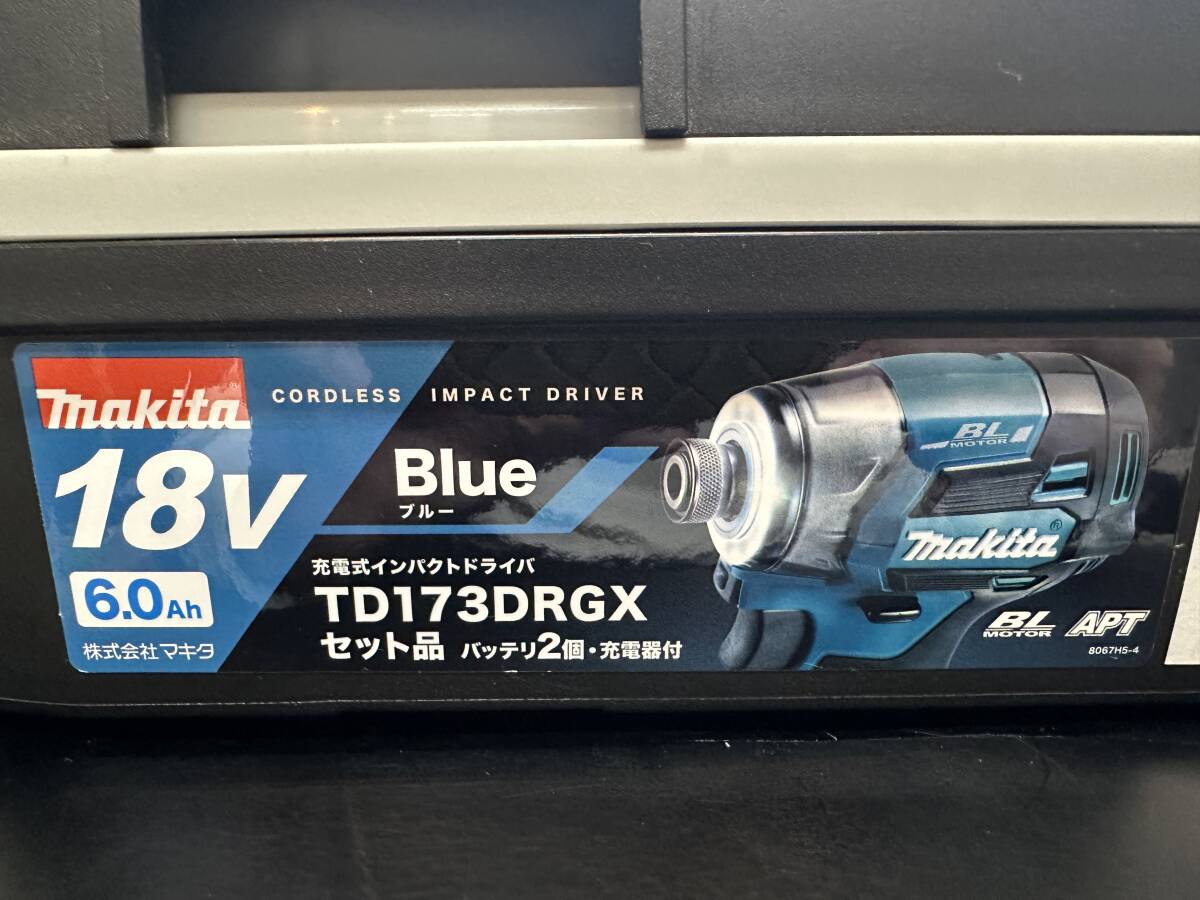 makita®
CORDLESS IMPACT DRIVER
18V
6.0Ah
株式会社マキタ
Blue
ブルー
充電式インパクトドライバ
TD173DRGX
セット品 バッテリ2個・充電器付
BL
MOTOR
makita®
BL
MOTOR
APT
8067H5-4